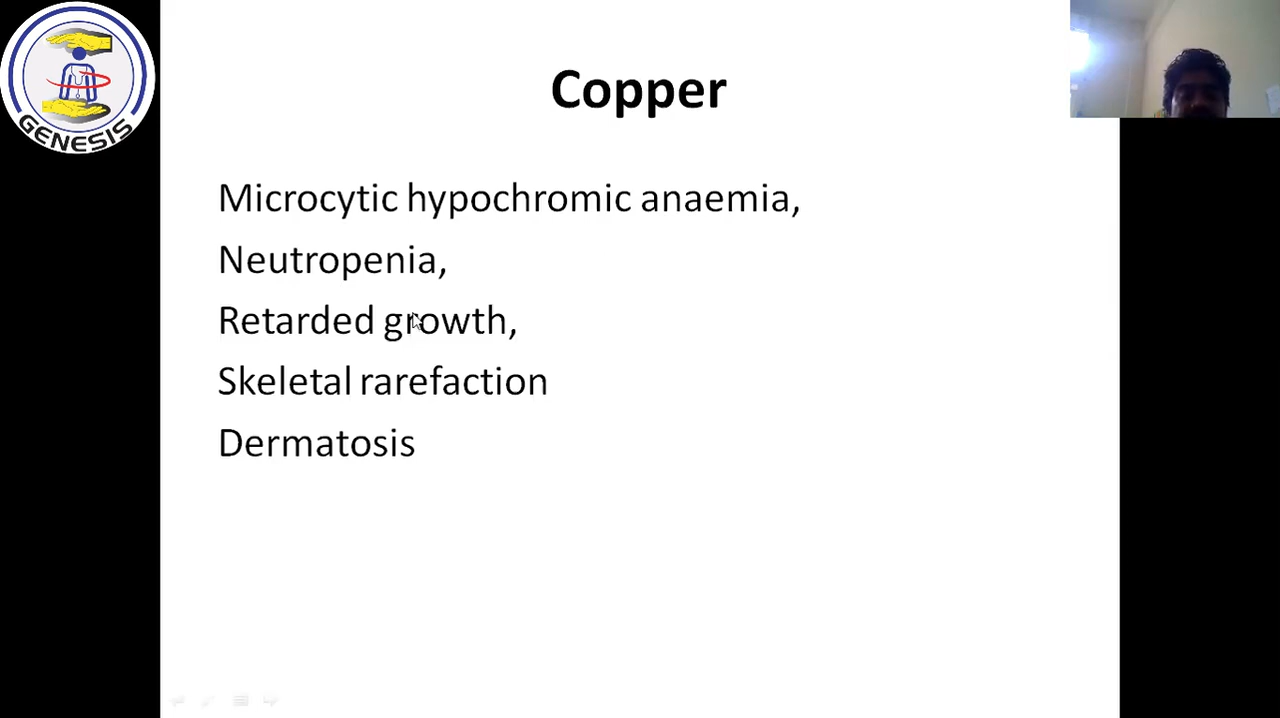 GENESIS
Copper
Microcytic hypochromic anaemia,
Neutropenia,
Retarded growth,
Skeletal rarefaction
Dermatosis